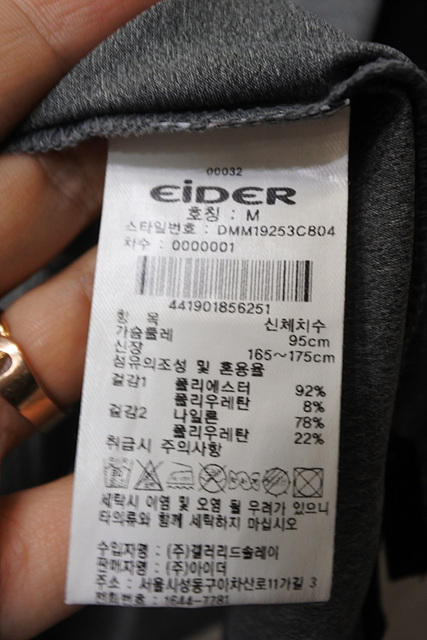 00032
EiDER
호칭 : M
스타일번호 : DMM19253C804
차수 : 0000001
441901856251
항 목 신체치수
가슴둘레 95cm
신장 165~175cm
섬유의조성 및 혼용율
겉감1 폴리에스터 92%
폴리우레탄 8%
겉감2 나일론 78%
폴리우레탄 22%
취급시 주의사항
세탁시 이염 및 오염 될 우려가 있으니
타의류와 함께 세탁하지 마십시오
수입자명 : (주)갤러리드솔레이
판매자명 : (주)아이더
주소 : 서울시성동구아차산로11가길 3
전화번호 : 1644-7781